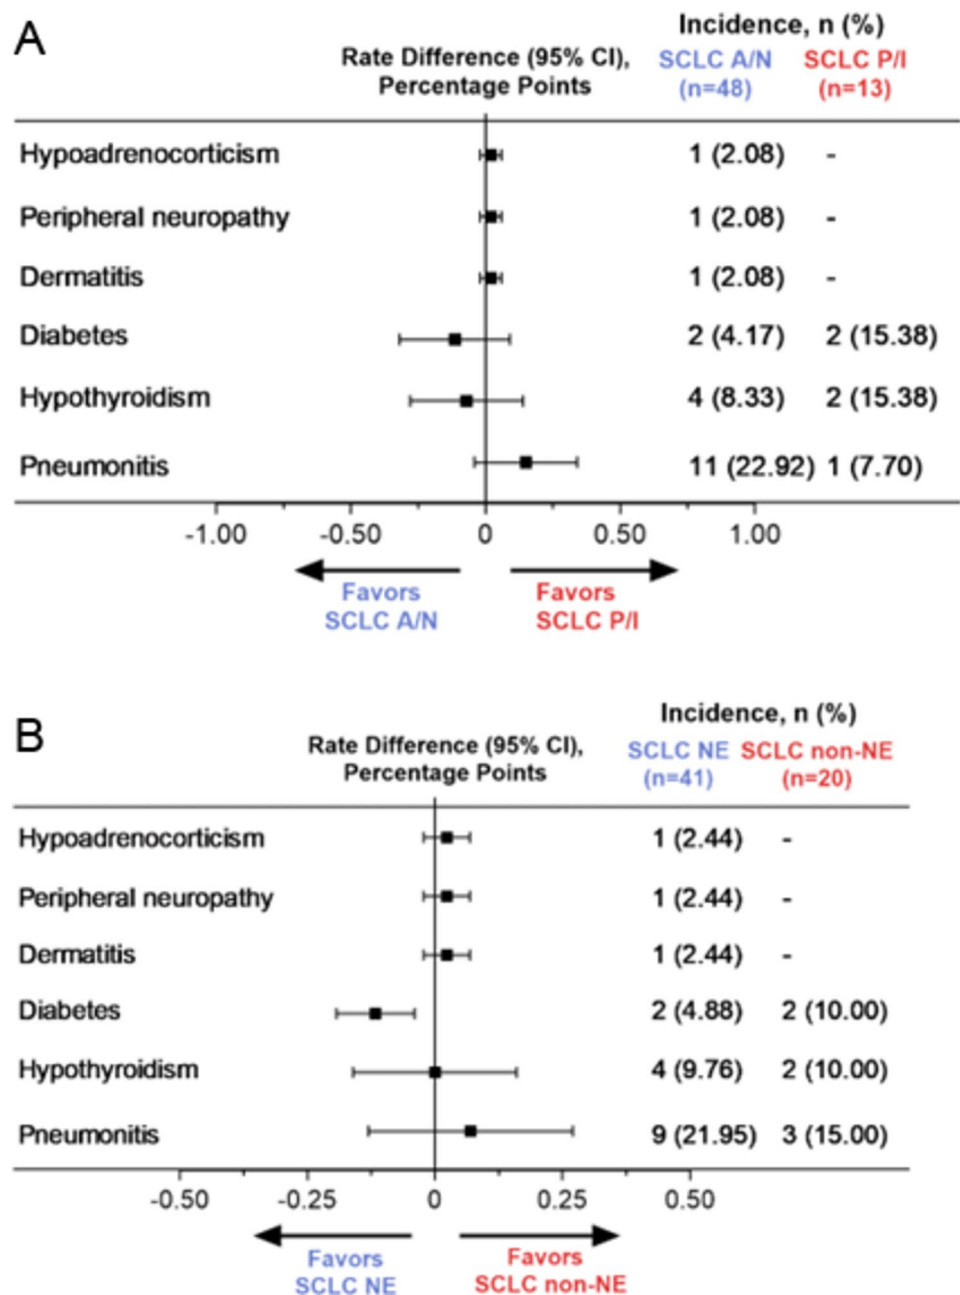 A
Incidence, n (%)
Rate Difference (95% CI),
Percentage Points
SCLC A/N
(n=48)
SCLC P/I
(n=13)
Hypoadrenocorticism 1 (2.08) -
Peripheral neuropathy 1 (2.08) -
Dermatitis 1 (2.08) -
Diabetes 2 (4.17) 2 (15.38)
Hypothyroidism 4 (8.33) 2 (15.38)
Pneumonitis 11 (22.92) 1 (7.70)
-1.00 -0.50 0 0.50 1.00
Favors
SCLC A/N
Favors
SCLC P/I
B
Incidence, n (%)
Rate Difference (95% CI),
Percentage Points
SCLC NE
(n=41)
SCLC non-NE
(n=20)
Hypoadrenocorticism 1 (2.44) -
Peripheral neuropathy 1 (2.44) -
Dermatitis 1 (2.44) -
Diabetes 2 (4.88) 2 (10.00)
Hypothyroidism 4 (9.76) 2 (10.00)
Pneumonitis 9 (21.95) 3 (15.00)
-0.50 -0.25 0 0.25 0.50
Favors
SCLC NE
Favors
SCLC non-NE